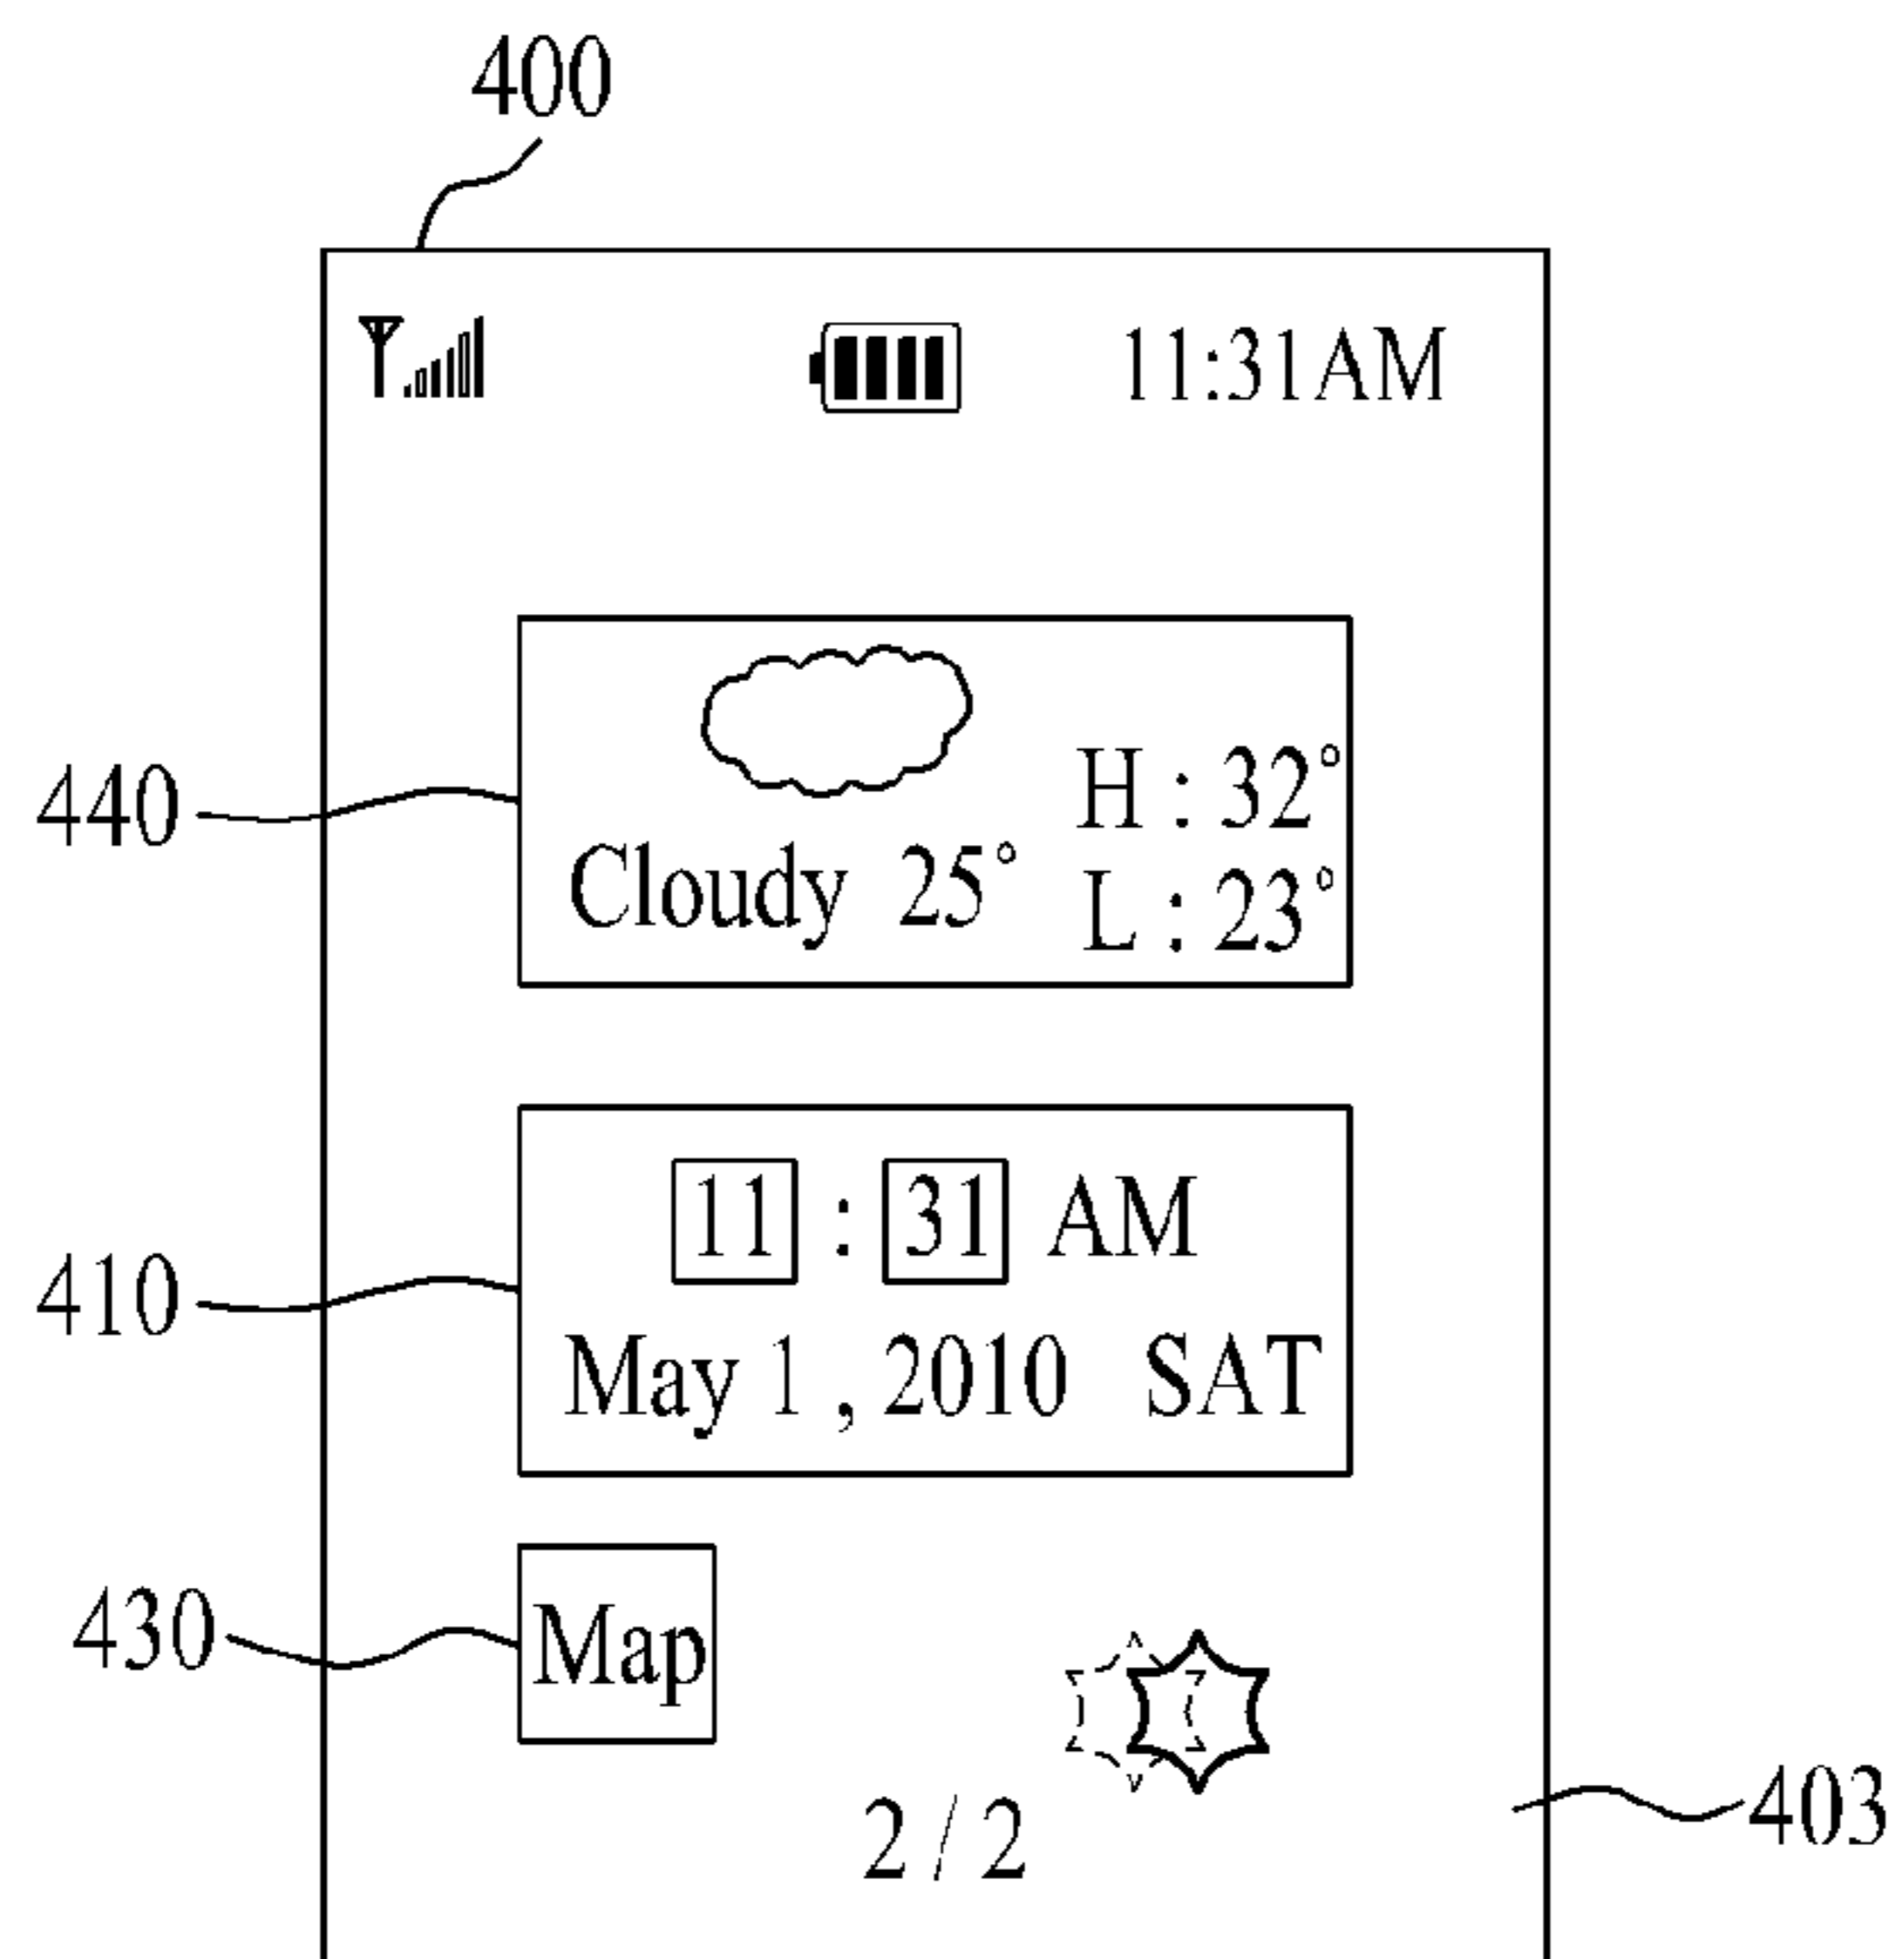 400
11:31AM
440
H : 32°
Cloudy 25°
L : 23°
410
11 : 31 AM
May 1 , 2010 SAT
430
Map
403
2 / 2